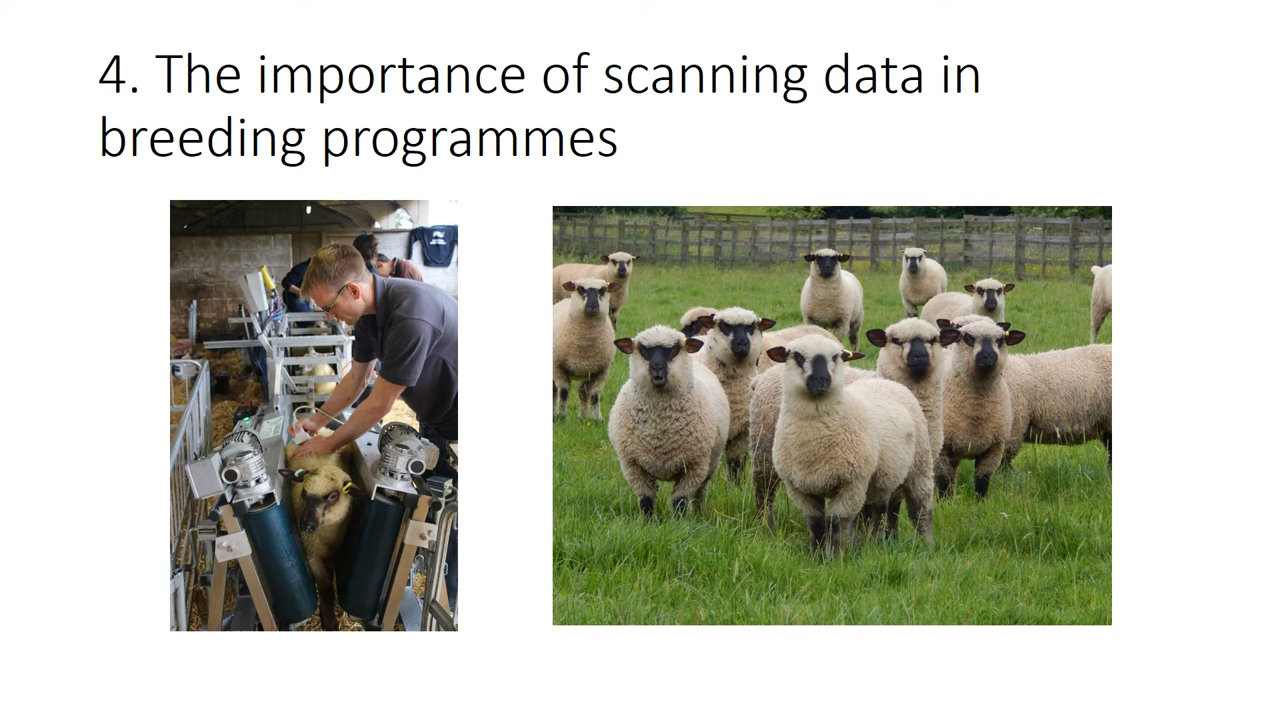 4. The importance of scanning data in
breeding programmes